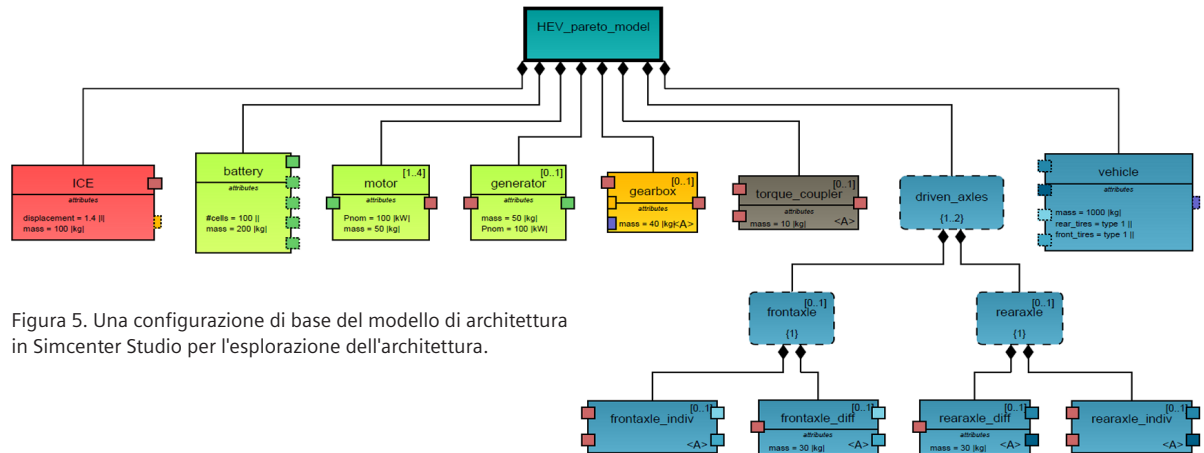 HEV_pareto_model
ICE
attributes
displacement = 1.4 |l|
mass = 100 |kg|
battery
attributes
#cells = 100 ||
mass = 200 |kg|
[1..4]
motor
attributes
Pnom = 100 |kW|
mass = 50 |kg|
[0..1]
generator
attributes
mass = 50 |kg|
Pnom = 100 |kW|
[0..1]
gearbox
attributes
mass = 40 |kg|<A>
[0..1]
torque_coupler
attributes
mass = 10 |kg|
<A>
driven_axles
{1..2}
vehicle
attributes
mass = 1000 |kg|
rear_tires = type 1 ||
front_tires = type 1 ||
[0..1]
frontaxle
{1}
[0..1]
rearaxle
{1}
Figura 5. Una configurazione di base del modello di architettura
in Simcenter Studio per l'esplorazione dell'architettura.
[0..1]
frontaxle_indiv
<A>
[0..1]
frontaxle_diff
attributes
mass = 30 |kg|
<A>
[0..1]
rearaxle_diff
attributes
mass = 30 |kg|
<A>
[0..1]
rearaxle_indiv
<A>